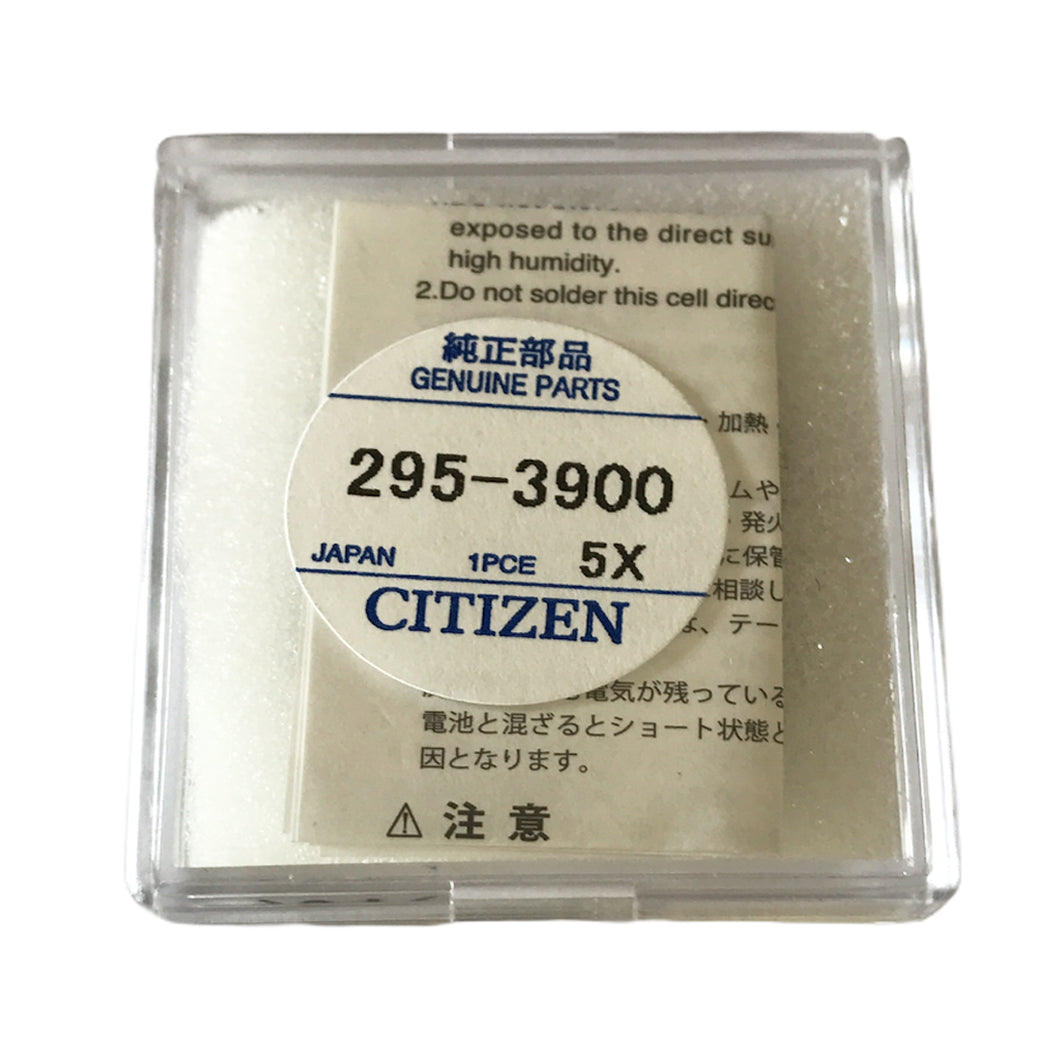 exposed to the direct
high humidity.
2.Do not solder this cell
純正部品
GENUINE PARTS
加熱
295-3900
ムや
発火
JAPAN 1PCE 5X
に保管
相談し
CITIZEN
テー
電気が残っている
電池と混ざるとショート状態と
因となります。
⚠ 注意